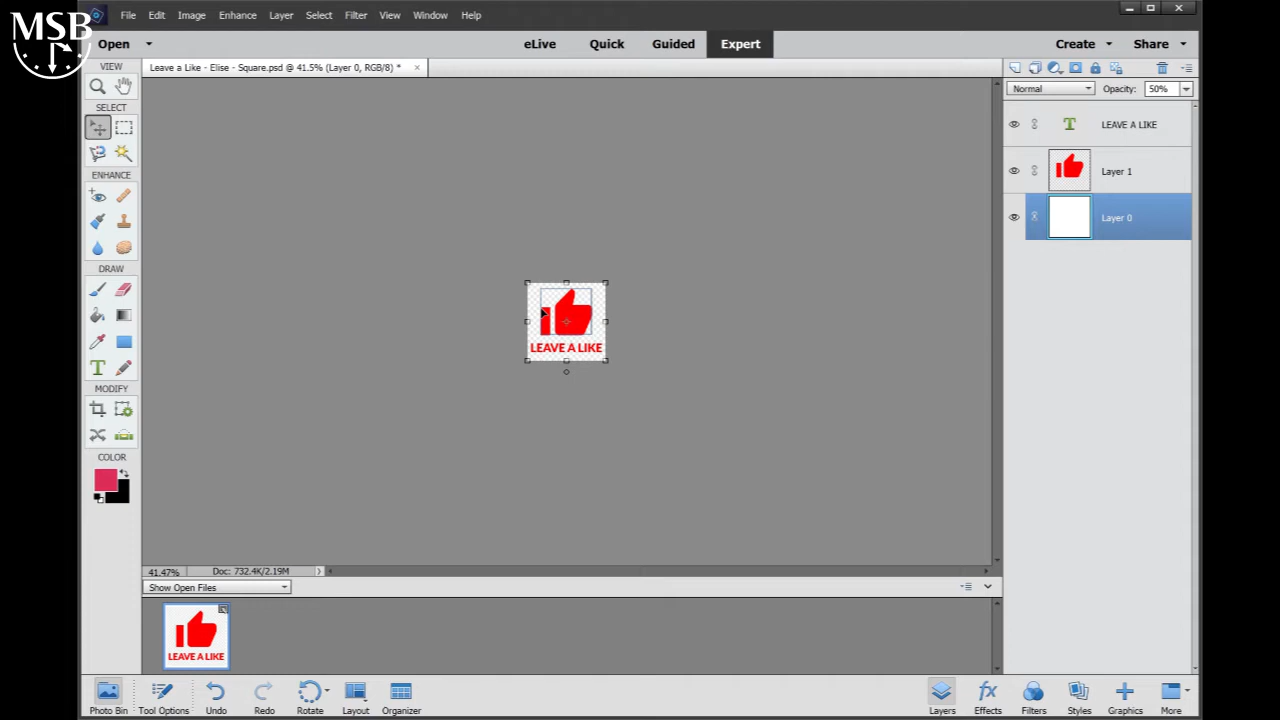 MSB
File Edit Image Enhance Layer Select Filter View Window Help
Open eLive Quick Guided Expert Create Share
VIEW
Leave a Like - Elise - Square.psd @ 41.5% (Layer 0, RGB/8) *
Normal Opacity: 50%
SELECT
LEAVE A LIKE
Layer 1
ENHANCE
Layer 0
DRAW
LEAVE A LIKE
MODIFY
COLOR
41.47% Doc: 732.4K/2.19M
Show Open Files
LEAVE A LIKE
Photo Bin Tool Options Undo Redo Rotate Layout Organizer Layers Effects Filters Styles Graphics More